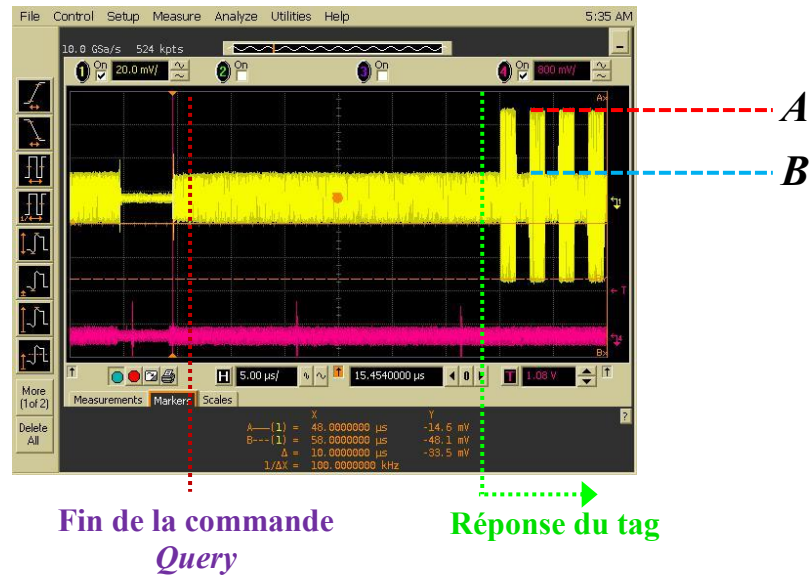 File Control Setup Measure Analyze Utilities Help 5:35 AM
10.0 GSa/s 524 kpts
1 On 20.0 mV/ 2 On 3 On 4 On 800 mV/
Ax
A
B
T
Bx
More
(1of 2)
Delete
All
H 5.00 µs/ 15.4540000 µs 0 T 1.08 V
Measurements Markers Scales
?
X Y
A——(1) = 48.0000000 µs -14.6 mV
B---(1) = 58.0000000 µs -48.1 mV
Δ = 10.0000000 µs -33.5 mV
1/ΔX = 100.0000000 kHz
Fin de la commande
Query
Réponse du tag